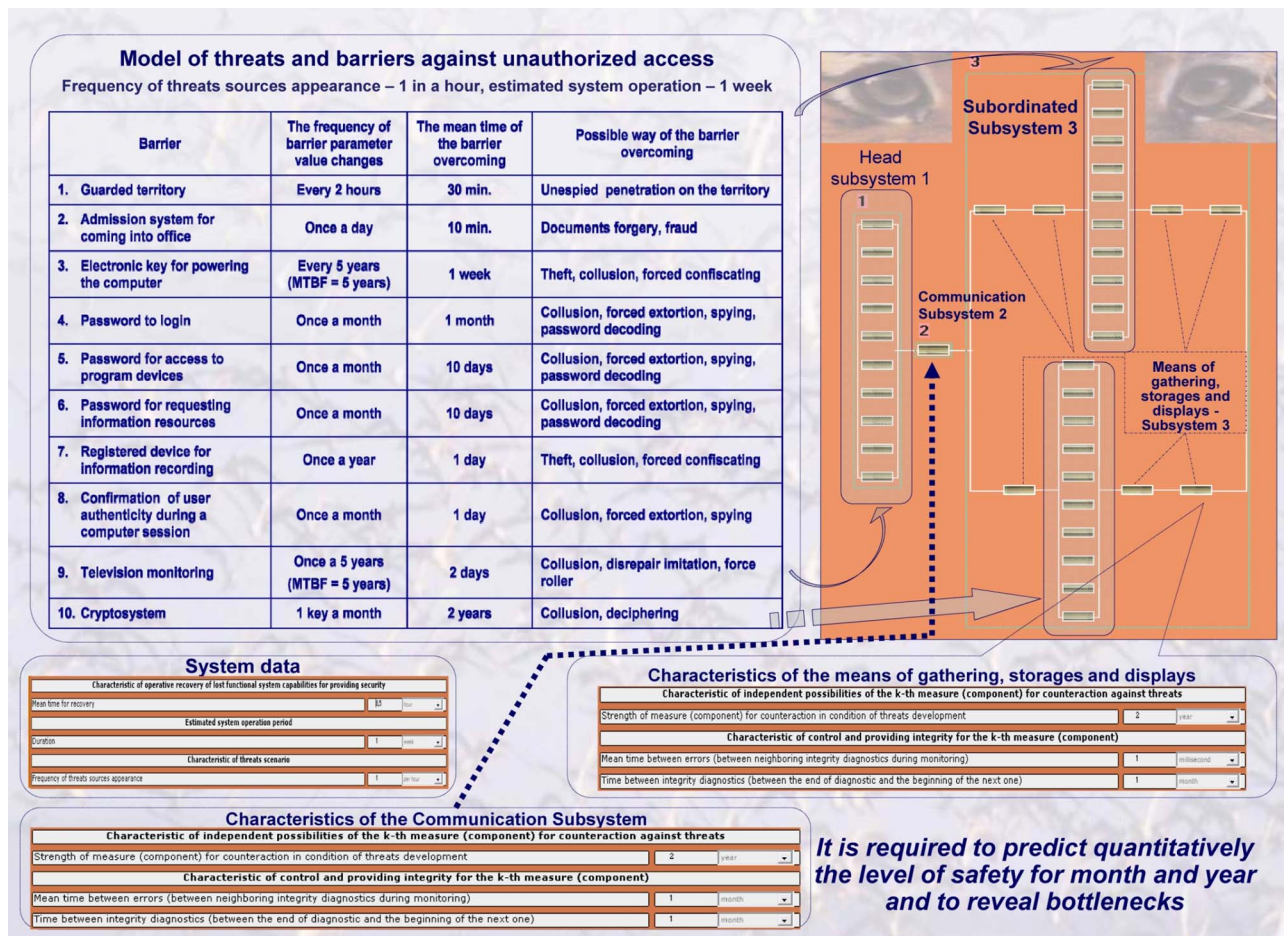 Model of threats and barriers against unauthorized access
Frequency of threats sources appearance – 1 in a hour, estimated system operation – 1 week
Barrier
The frequency of
barrier parameter
value changes
The mean time of
the barrier
overcoming
Possible way of the barrier
overcoming
1. Guarded territory
Every 2 hours
30 min.
Unespied penetration on the territory
2. Admission system for
coming into office
Once a day
10 min.
Documents forgery, fraud
3. Electronic key for powering
the computer
Every 5 years
(MTBF = 5 years)
1 week
Theft, collusion, forced confiscating
4. Password to login
Once a month
1 month
Collusion, forced extortion, spying,
password decoding
5. Password for access to
program devices
Once a month
10 days
Collusion, forced extortion, spying,
password decoding
6. Password for requesting
information resources
Once a month
10 days
Collusion, forced extortion, spying,
password decoding
7. Registered device for
information recording
Once a year
1 day
Theft, collusion, forced confiscating
8. Confirmation of user
authenticity during a
computer session
Once a month
1 day
Collusion, forced extortion, spying
9. Television monitoring
Once a 5 years
(MTBF = 5 years)
2 days
Collusion, disrepair imitation, force
roller
10. Cryptosystem
1 key a month
2 years
Collusion, deciphering
3
Subordinated
Subsystem 3
Head
subsystem 1
1
Communication
Subsystem 2
2
Means of
gathering,
storages and
displays -
Subsystem 3
System data
Characteristic of operative recovery of lost functional system capabilities for providing security
Mean time for recovery
0,5 hour
Estimated system operation period
Duration
1 week
Characteristic of threats scenario
Frequency of threats sources appearance
1 per hour
Characteristics of the means of gathering, storages and displays
Characteristic of independent possibilities of the k-th measure (component) for counteraction against threats
Strength of measure (component) for counteraction in condition of threats development
2 year
Characteristic of control and providing integrity for the k-th measure (component)
Mean time between errors (between neighboring integrity diagnostics during monitoring)
1 millisecond
Time between integrity diagnostics (between the end of diagnostic and the beginning of the next one)
1 month
Characteristics of the Communication Subsystem
Characteristic of independent possibilities of the k-th measure (component) for counteraction against threats
Strength of measure (component) for counteraction in condition of threats development
2 year
Characteristic of control and providing integrity for the k-th measure (component)
Mean time between errors (between neighboring integrity diagnostics during monitoring)
1 month
Time between integrity diagnostics (between the end of diagnostic and the beginning of the next one)
1 month
It is required to predict quantitatively
the level of safety for month and year
and to reveal bottlenecks